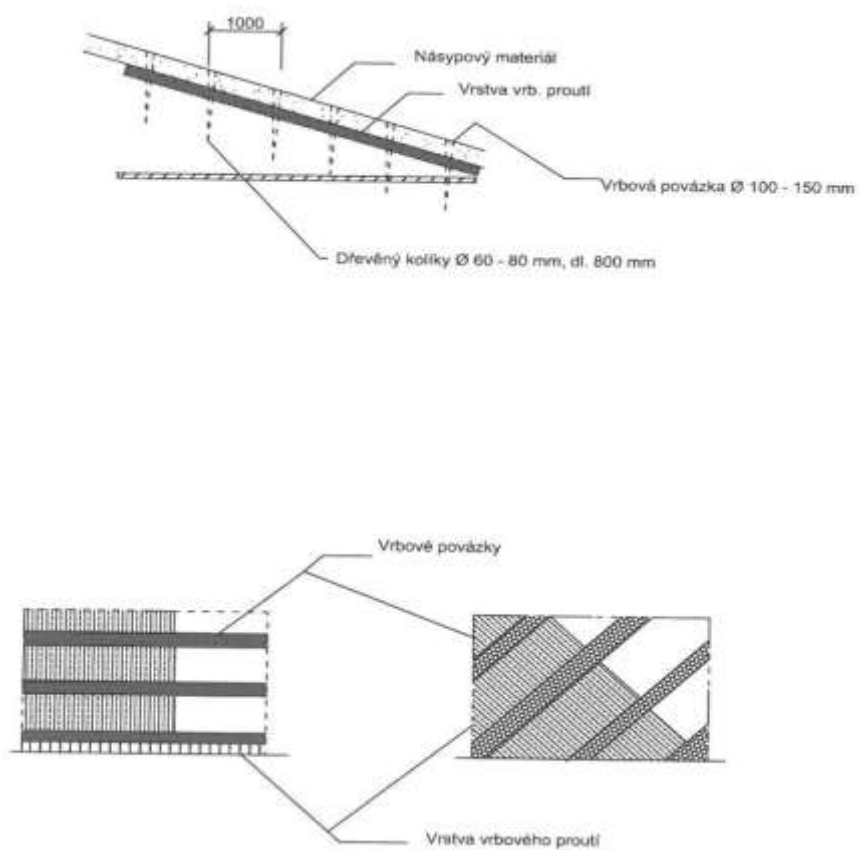 1000
Násypový materiál
Vrstva vrb. proutí
Vrbová povázka Ø 100 - 150 mm
Dřevěný kolíky Ø 60 - 80 mm, dl. 800 mm
Vrbové povázky
Vrstva vrbového proutí